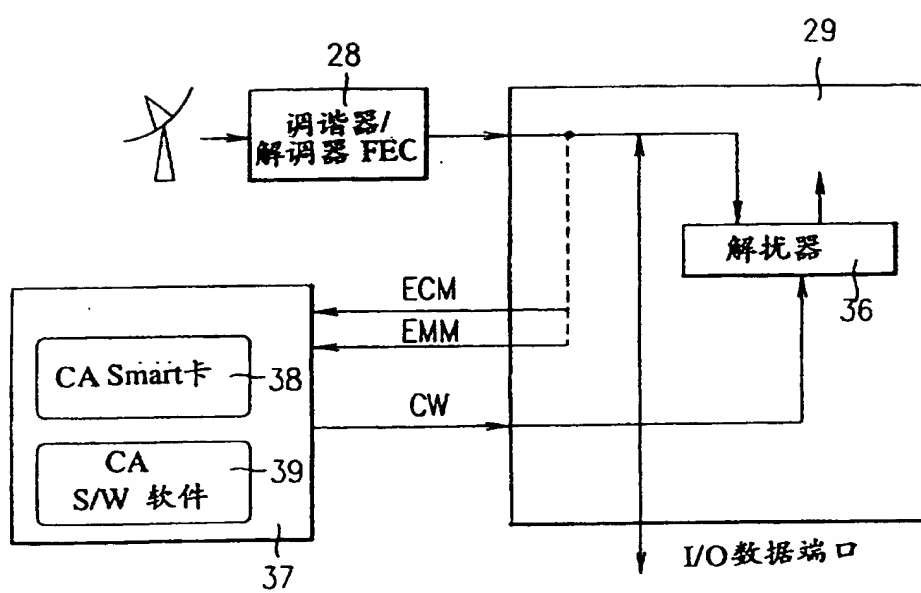 28
29
调谐器/
解调器 FEC
解扰器
36
ECM
EMM
CA Smart卡
38
CW
CA
S/W 软件
39
37
I/O数据端口